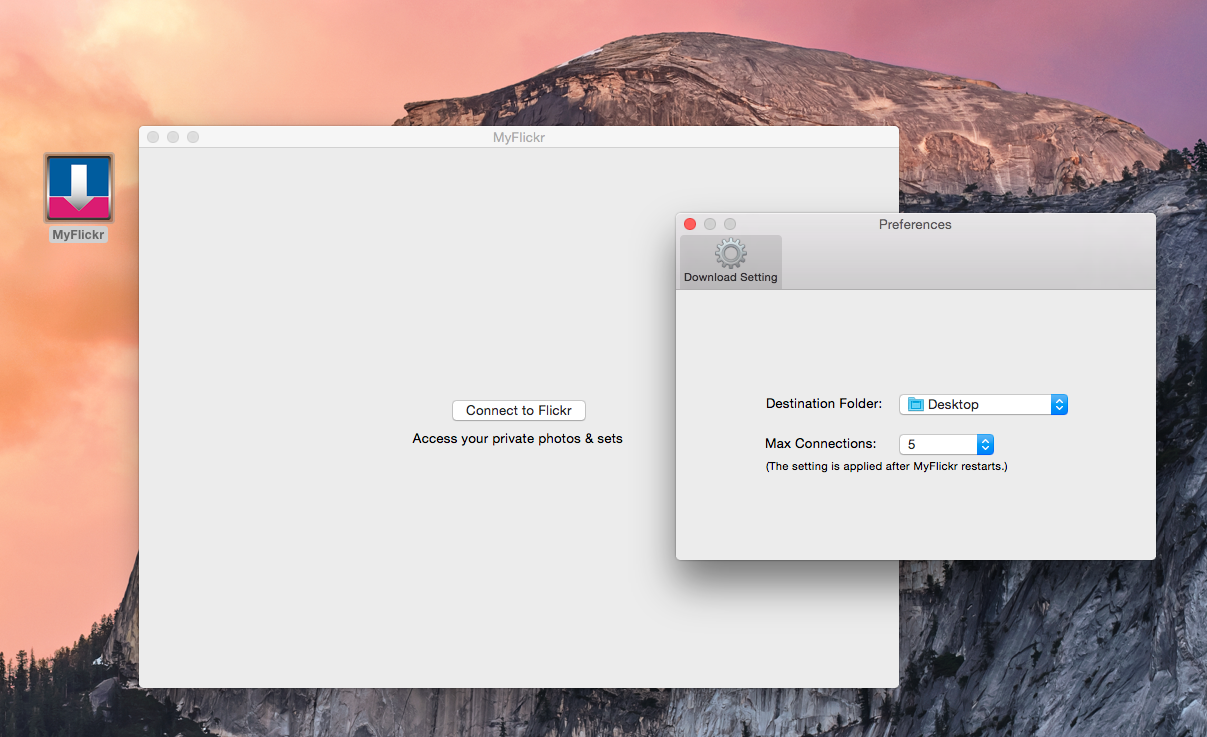 MyFlickr
MyFlickr
Connect to Flickr
Access your private photos & sets
Preferences
Download Setting
Destination Folder: Desktop
Max Connections: 5
(The setting is applied after MyFlickr restarts.)